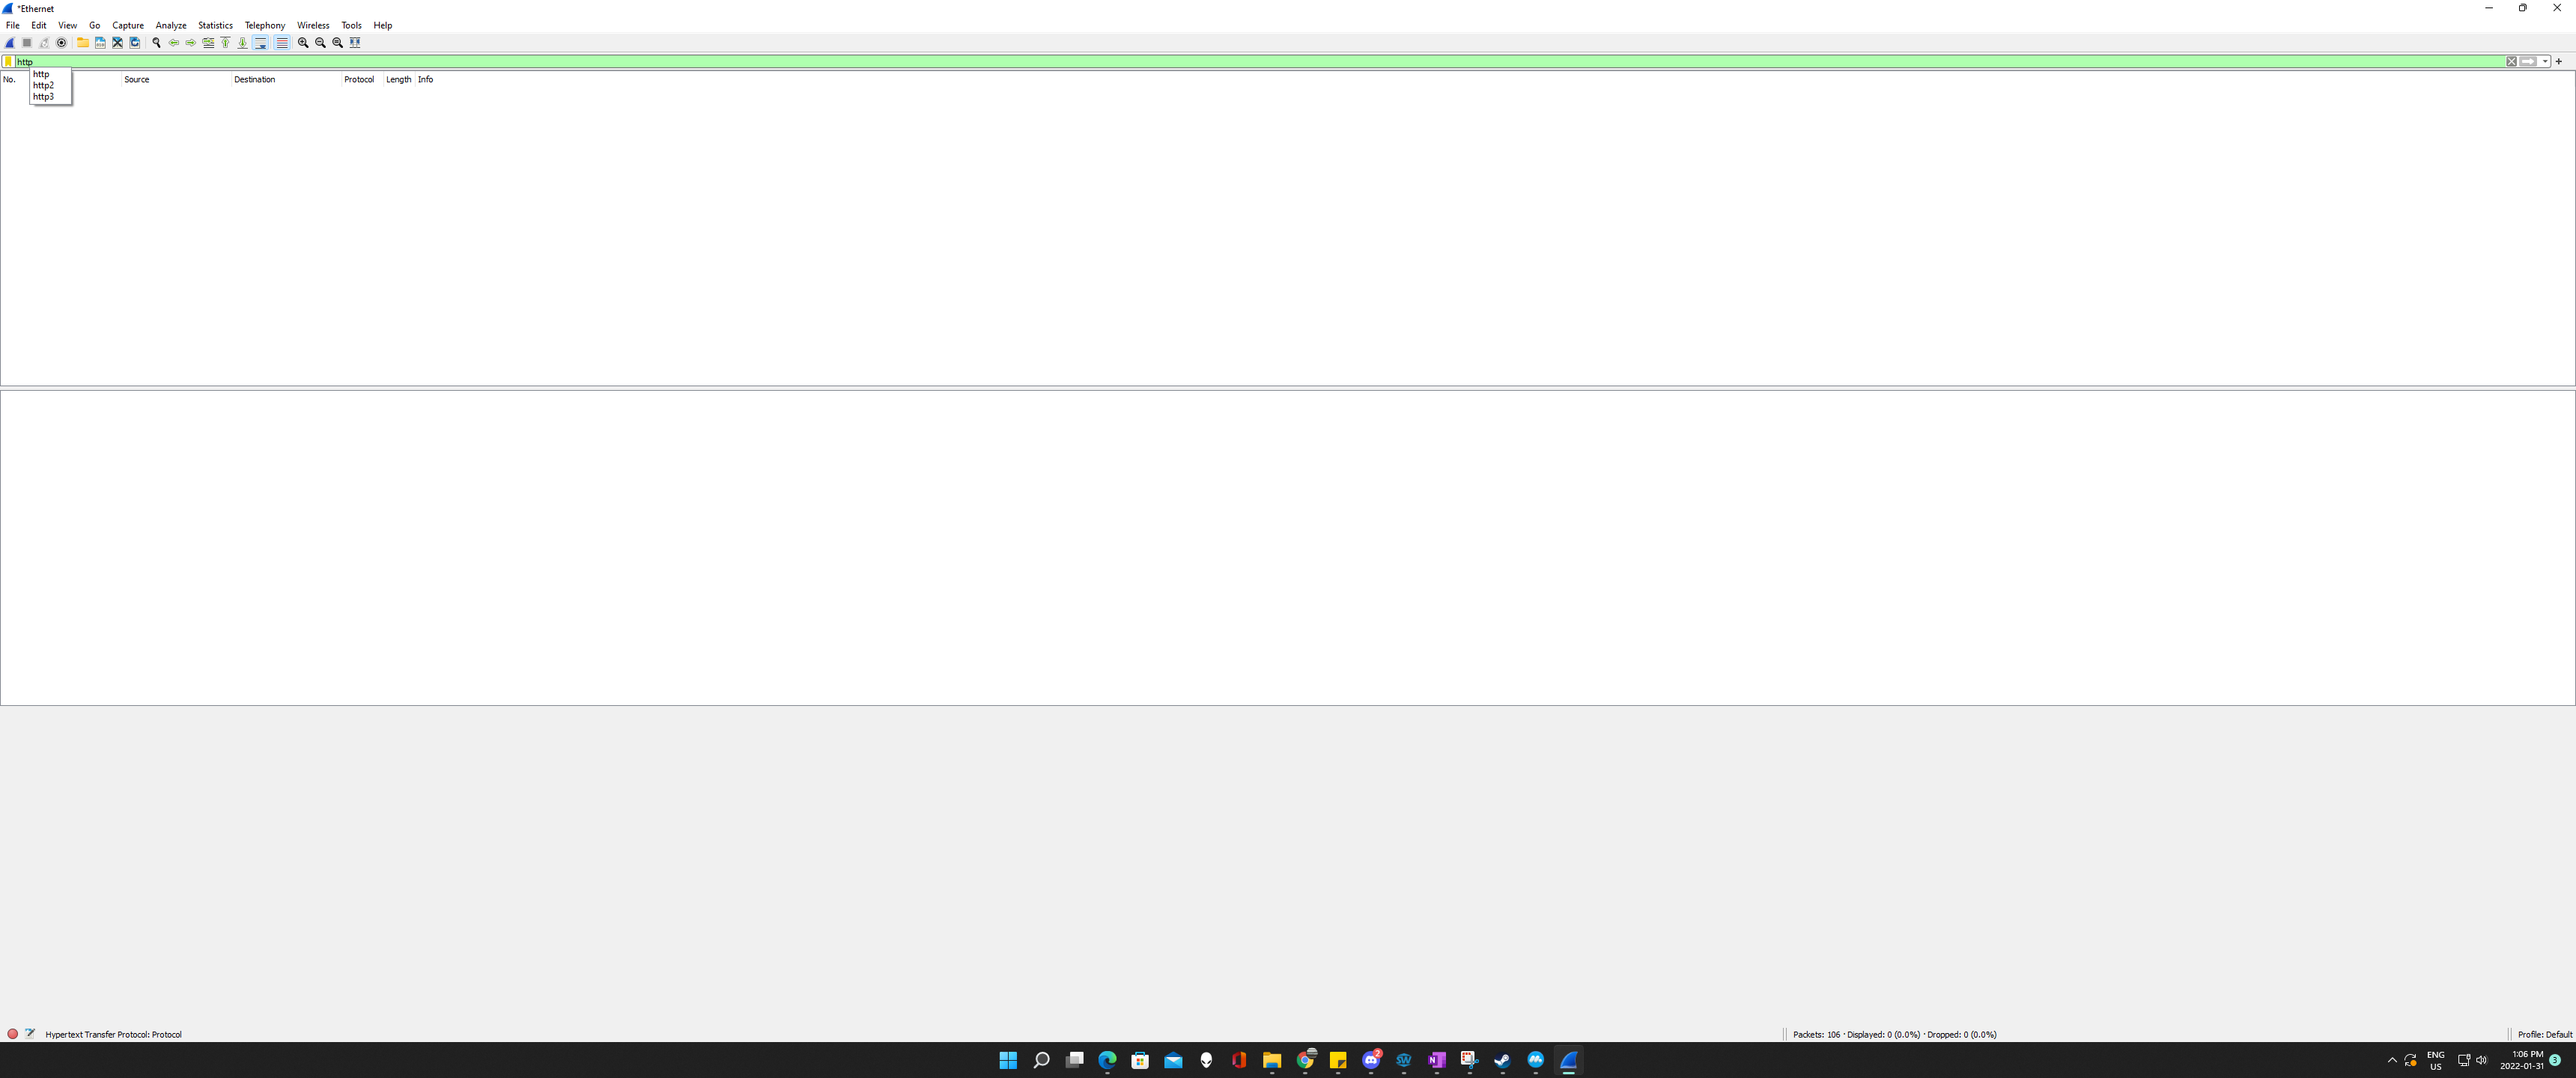 *Ethernet
File Edit View Go Capture Analyze Statistics Telephony Wireless Tools Help
http
No. Source Destination Protocol Length Info
http
http2
http3
Hypertext Transfer Protocol: Protocol
Packets: 106 · Displayed: 0 (0.0%) · Dropped: 0 (0.0%)
Profile: Default
2
SW
N
ENG
US
1:06 PM
2022-01-31
3